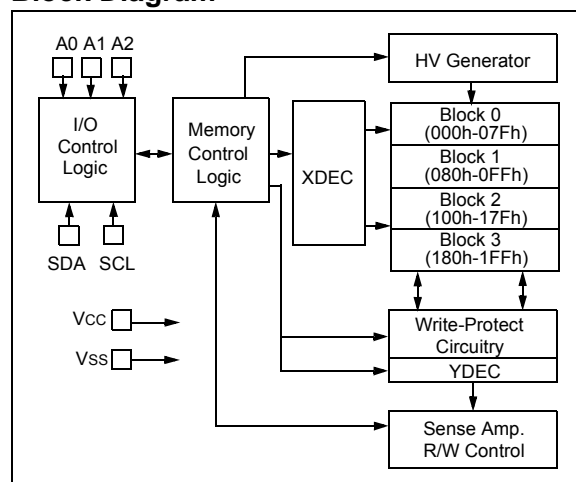 Block Diagram
A0 A1 A2
HV Generator
I/O
Control
Logic
Memory
Control
Logic
XDEC
Block 0
(000h-07Fh)
Block 1
(080h-0FFh)
Block 2
(100h-17Fh)
Block 3
(180h-1FFh)
SDA SCL
VCC
VSS
Write-Protect
Circuitry
YDEC
Sense Amp.
R/W Control